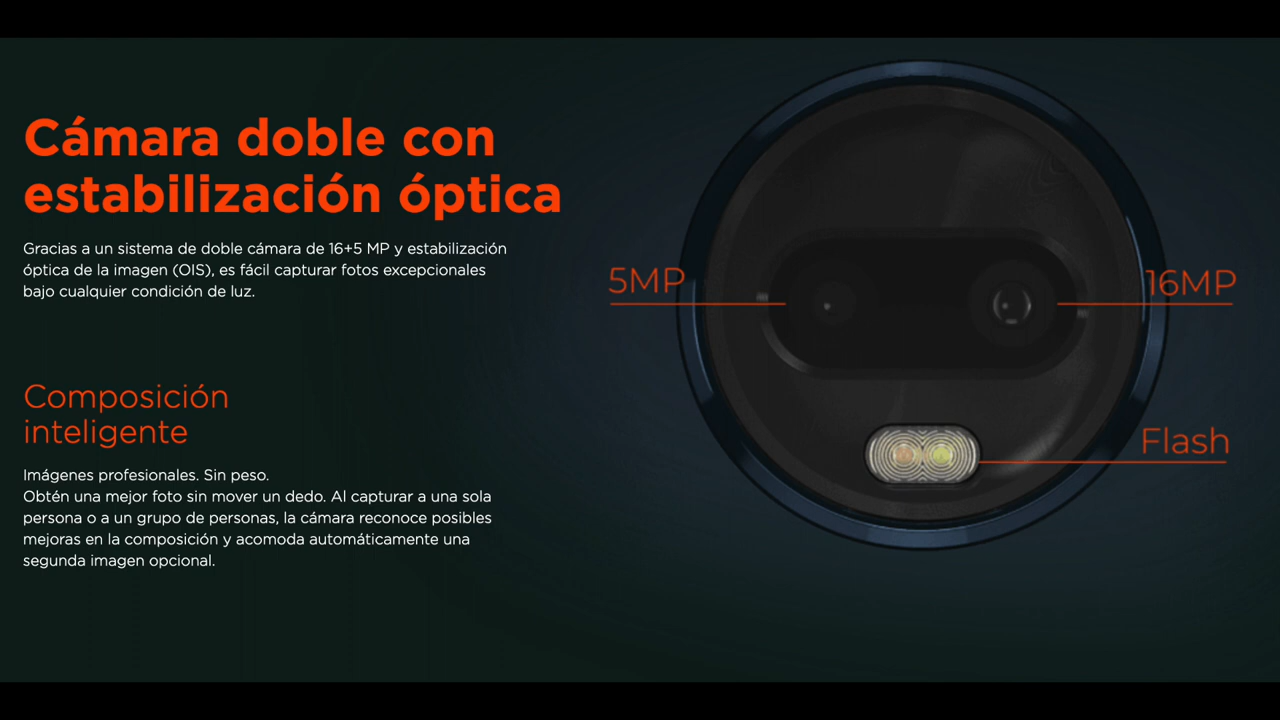 Cámara doble con
estabilización óptica
Gracias a un sistema de doble cámara de 16+5 MP y estabilización
óptica de la imagen (OIS), es fácil capturar fotos excepcionales
bajo cualquier condición de luz.
5MP
16MP
Composición
inteligente
Flash
Imágenes profesionales. Sin peso.
Obtén una mejor foto sin mover un dedo. Al capturar a una sola
persona o a un grupo de personas, la cámara reconoce posibles
mejoras en la composición y acomoda automáticamente una
segunda imagen opcional.